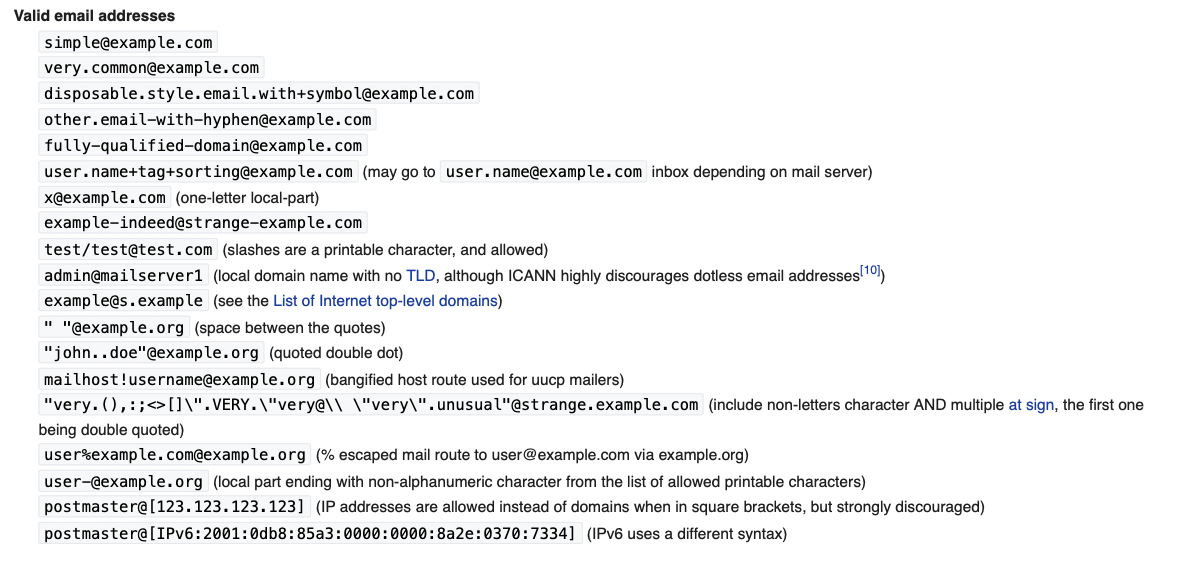 Valid email addresses
simple@example.com
very.common@example.com
disposable.style.email.with+symbol@example.com
other.email-with-hyphen@example.com
fully-qualified-domain@example.com
user.name+tag+sorting@example.com (may go to user.name@example.com inbox depending on mail server)
x@example.com (one-letter local-part)
example-indeed@strange-example.com
test/test@test.com (slashes are a printable character, and allowed)
admin@mailserver1 (local domain name with no TLD, although ICANN highly discourages dotless email addresses[10])
example@s.example (see the List of Internet top-level domains)
" "@example.org (space between the quotes)
"john..doe"@example.org (quoted double dot)
mailhost!username@example.org (bangified host route used for uucp mailers)
"very.(),:;<>[]\".VERY.\"very@\\ \"very\".unusual"@strange.example.com (include non-letters character AND multiple at sign, the first one
being double quoted)
user%example.com@example.org (% escaped mail route to user@example.com via example.org)
user-@example.org (local part ending with non-alphanumeric character from the list of allowed printable characters)
postmaster@[123.123.123.123] (IP addresses are allowed instead of domains when in square brackets, but strongly discouraged)
postmaster@[IPv6:2001:0db8:85a3:0000:0000:8a2e:0370:7334] (IPv6 uses a different syntax)